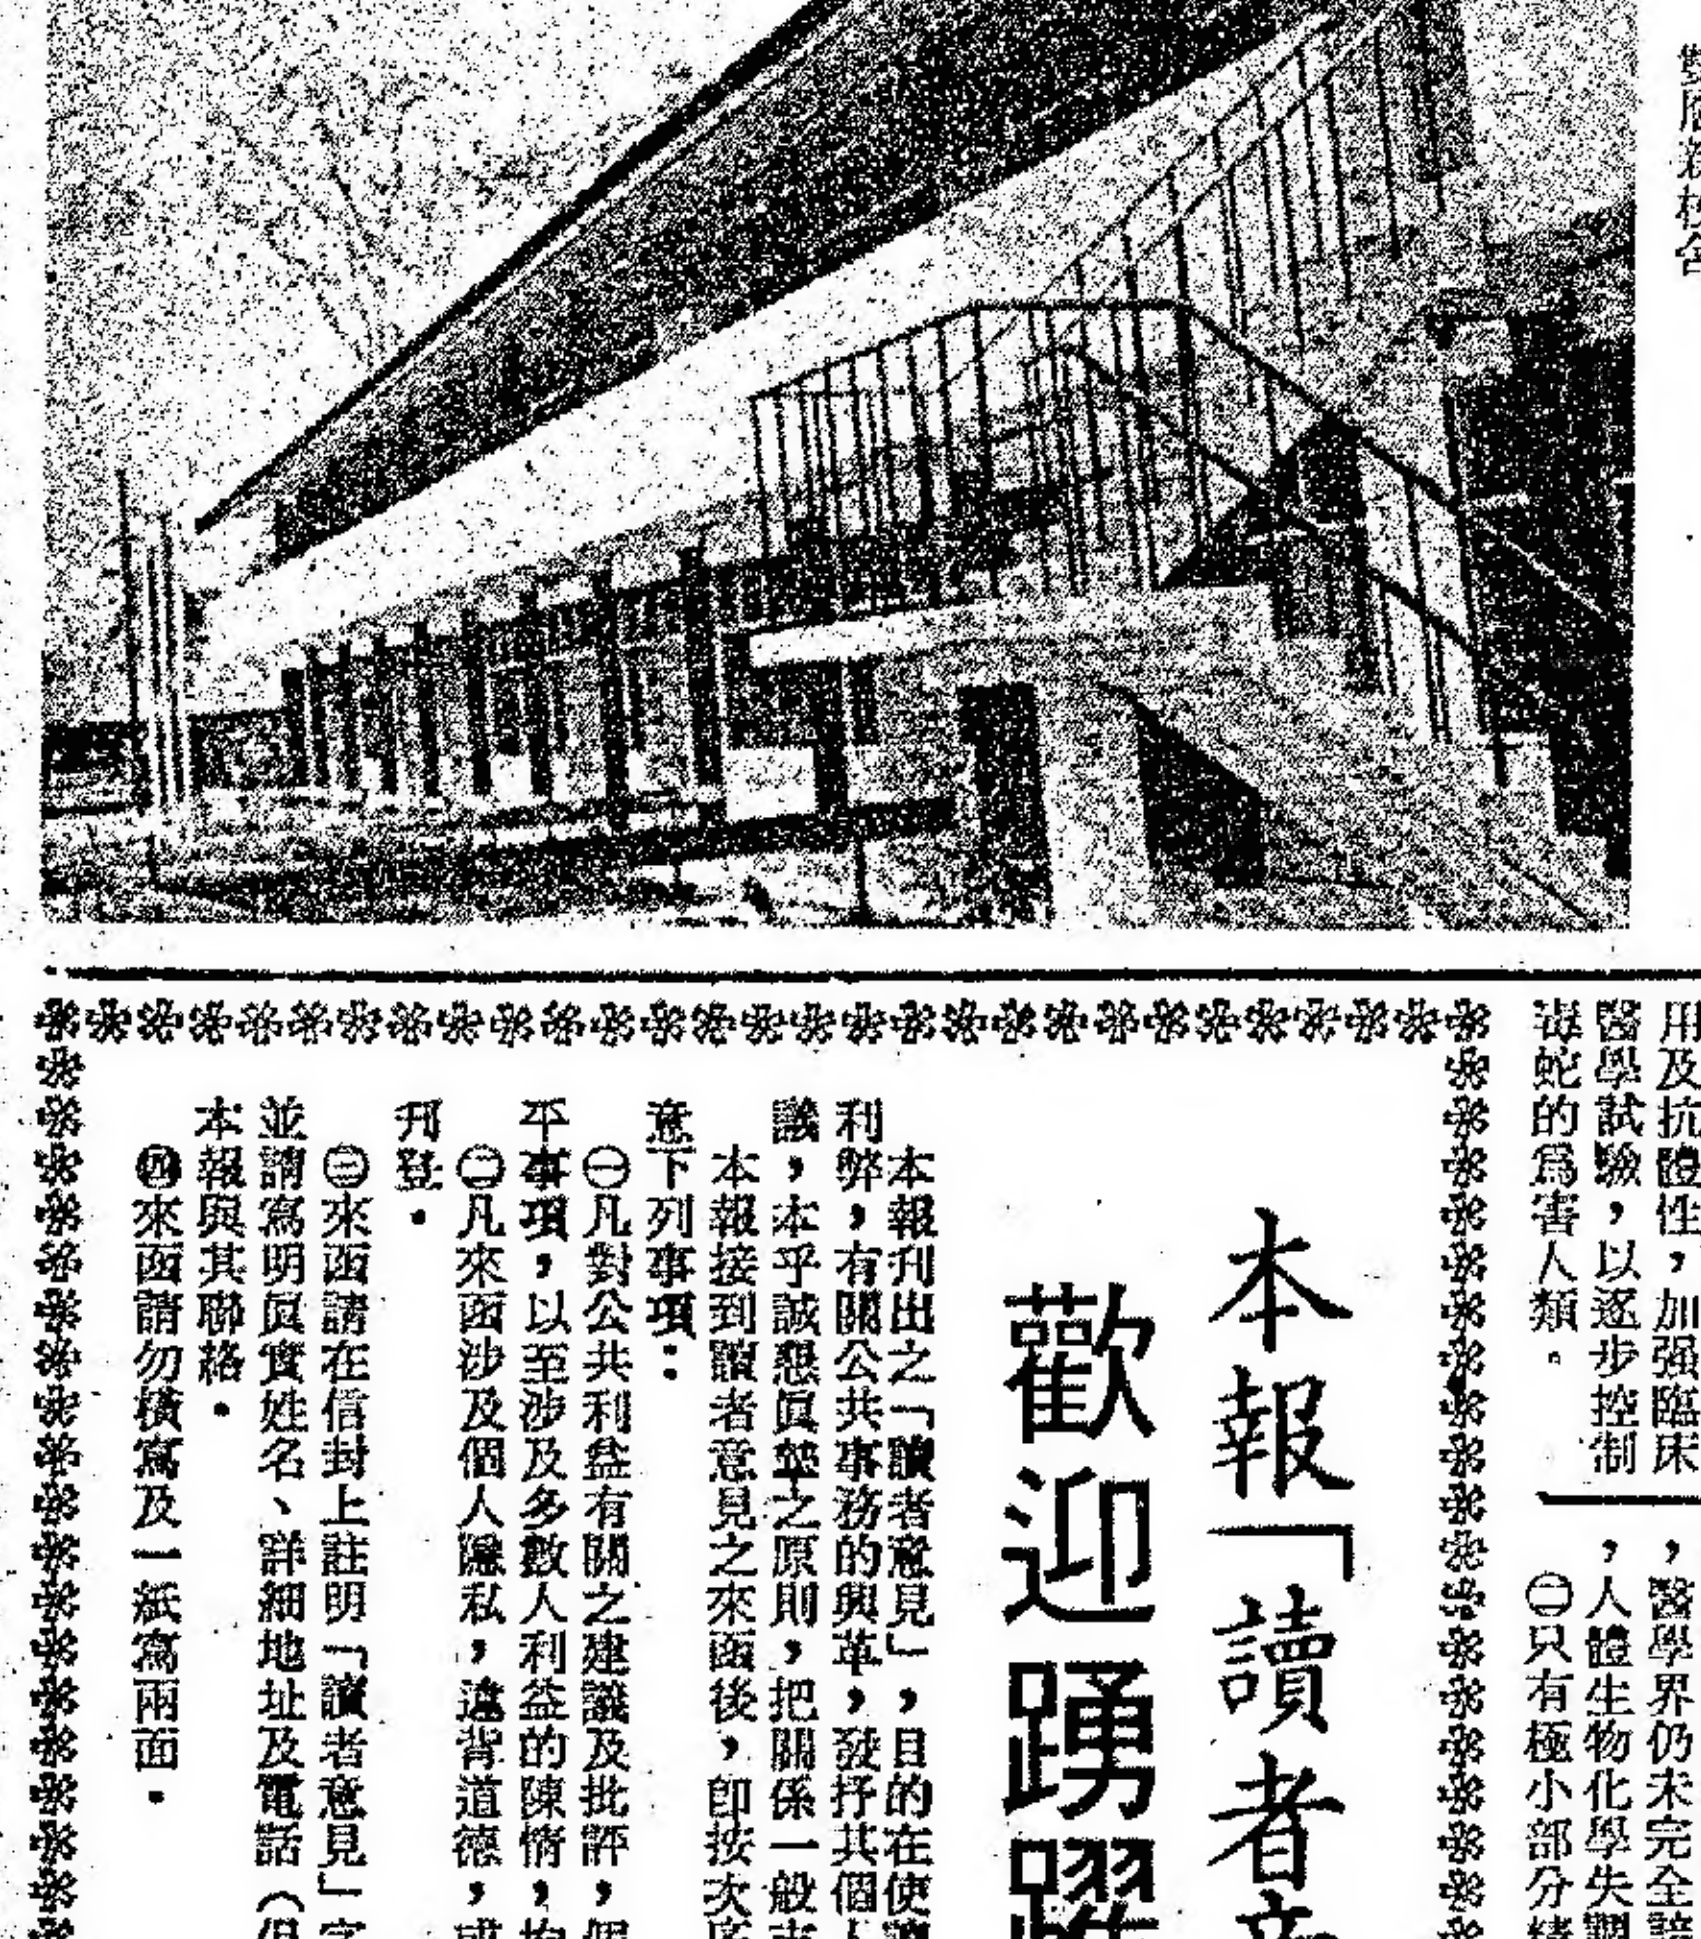 雙層
用及抗體性，加强臨床
醫學試驗，以逐步控制
毒蛇的爲害人類。
，醫學界仍未完全
，人體生物化學失調
㊁只有極小部分
本報「讀者
歡迎踴躍
本報刊出之「讀者意見」，目的在使讀
利弊，有關公共事務的興革，發抒其個人
議，本乎誠懇眞摯之原則，把關係一般
本報接到讀者意見之來函後，卽按次
意下列事項：
㊀凡對公共利益有關之建議及批評，
平事項，以至涉及多數人利益的陳情，
㊁凡來函涉及個人隱私，違背道德，或
刊登．
㊂來函請在信封上註明「讀者意見」字
並請寫明眞實姓名、詳細地址及電話（但
本報與其聯絡．
㊃來函請勿橫寫及一紙寫兩面．